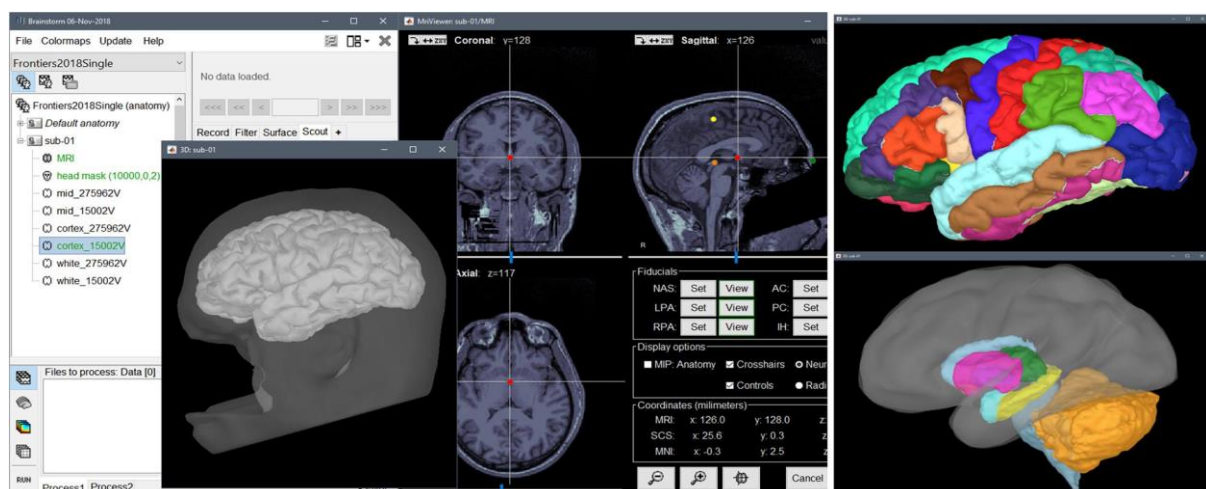 Brainstorm 06-Nov-2018
File Colormaps Update Help
Frontiers2018Single
No data loaded.
<<< << < > >> >>>
Record Filter Surface Scout +
Frontiers2018Single (anatomy)
Default anatomy
sub-01
MRI
head mask (10000,0,2)
mid_275962V
mid_15002V
cortex_275962V
cortex_15002V
white_275962V
white_15002V
Files to process: Data [0]
RUN
Process1 Process2
3D: sub-01
MriViewer: sub-01/MRI
Coronal: y=128
Sagittal: x=126 valu
R
Axial: z=117
Fiducials
NAS: Set View AC: Set
LPA: Set View PC: Set
RPA: Set View IH: Set
Display options
MIP: Anatomy Crosshairs Neur
Controls Radi
Coordinates (milimeters)
MRI: x: 126.0 y: 128.0 z:
SCS: x: 25.6 y: 0.3 z
MNI: x: -0.3 y: 2.5 z
Cancel